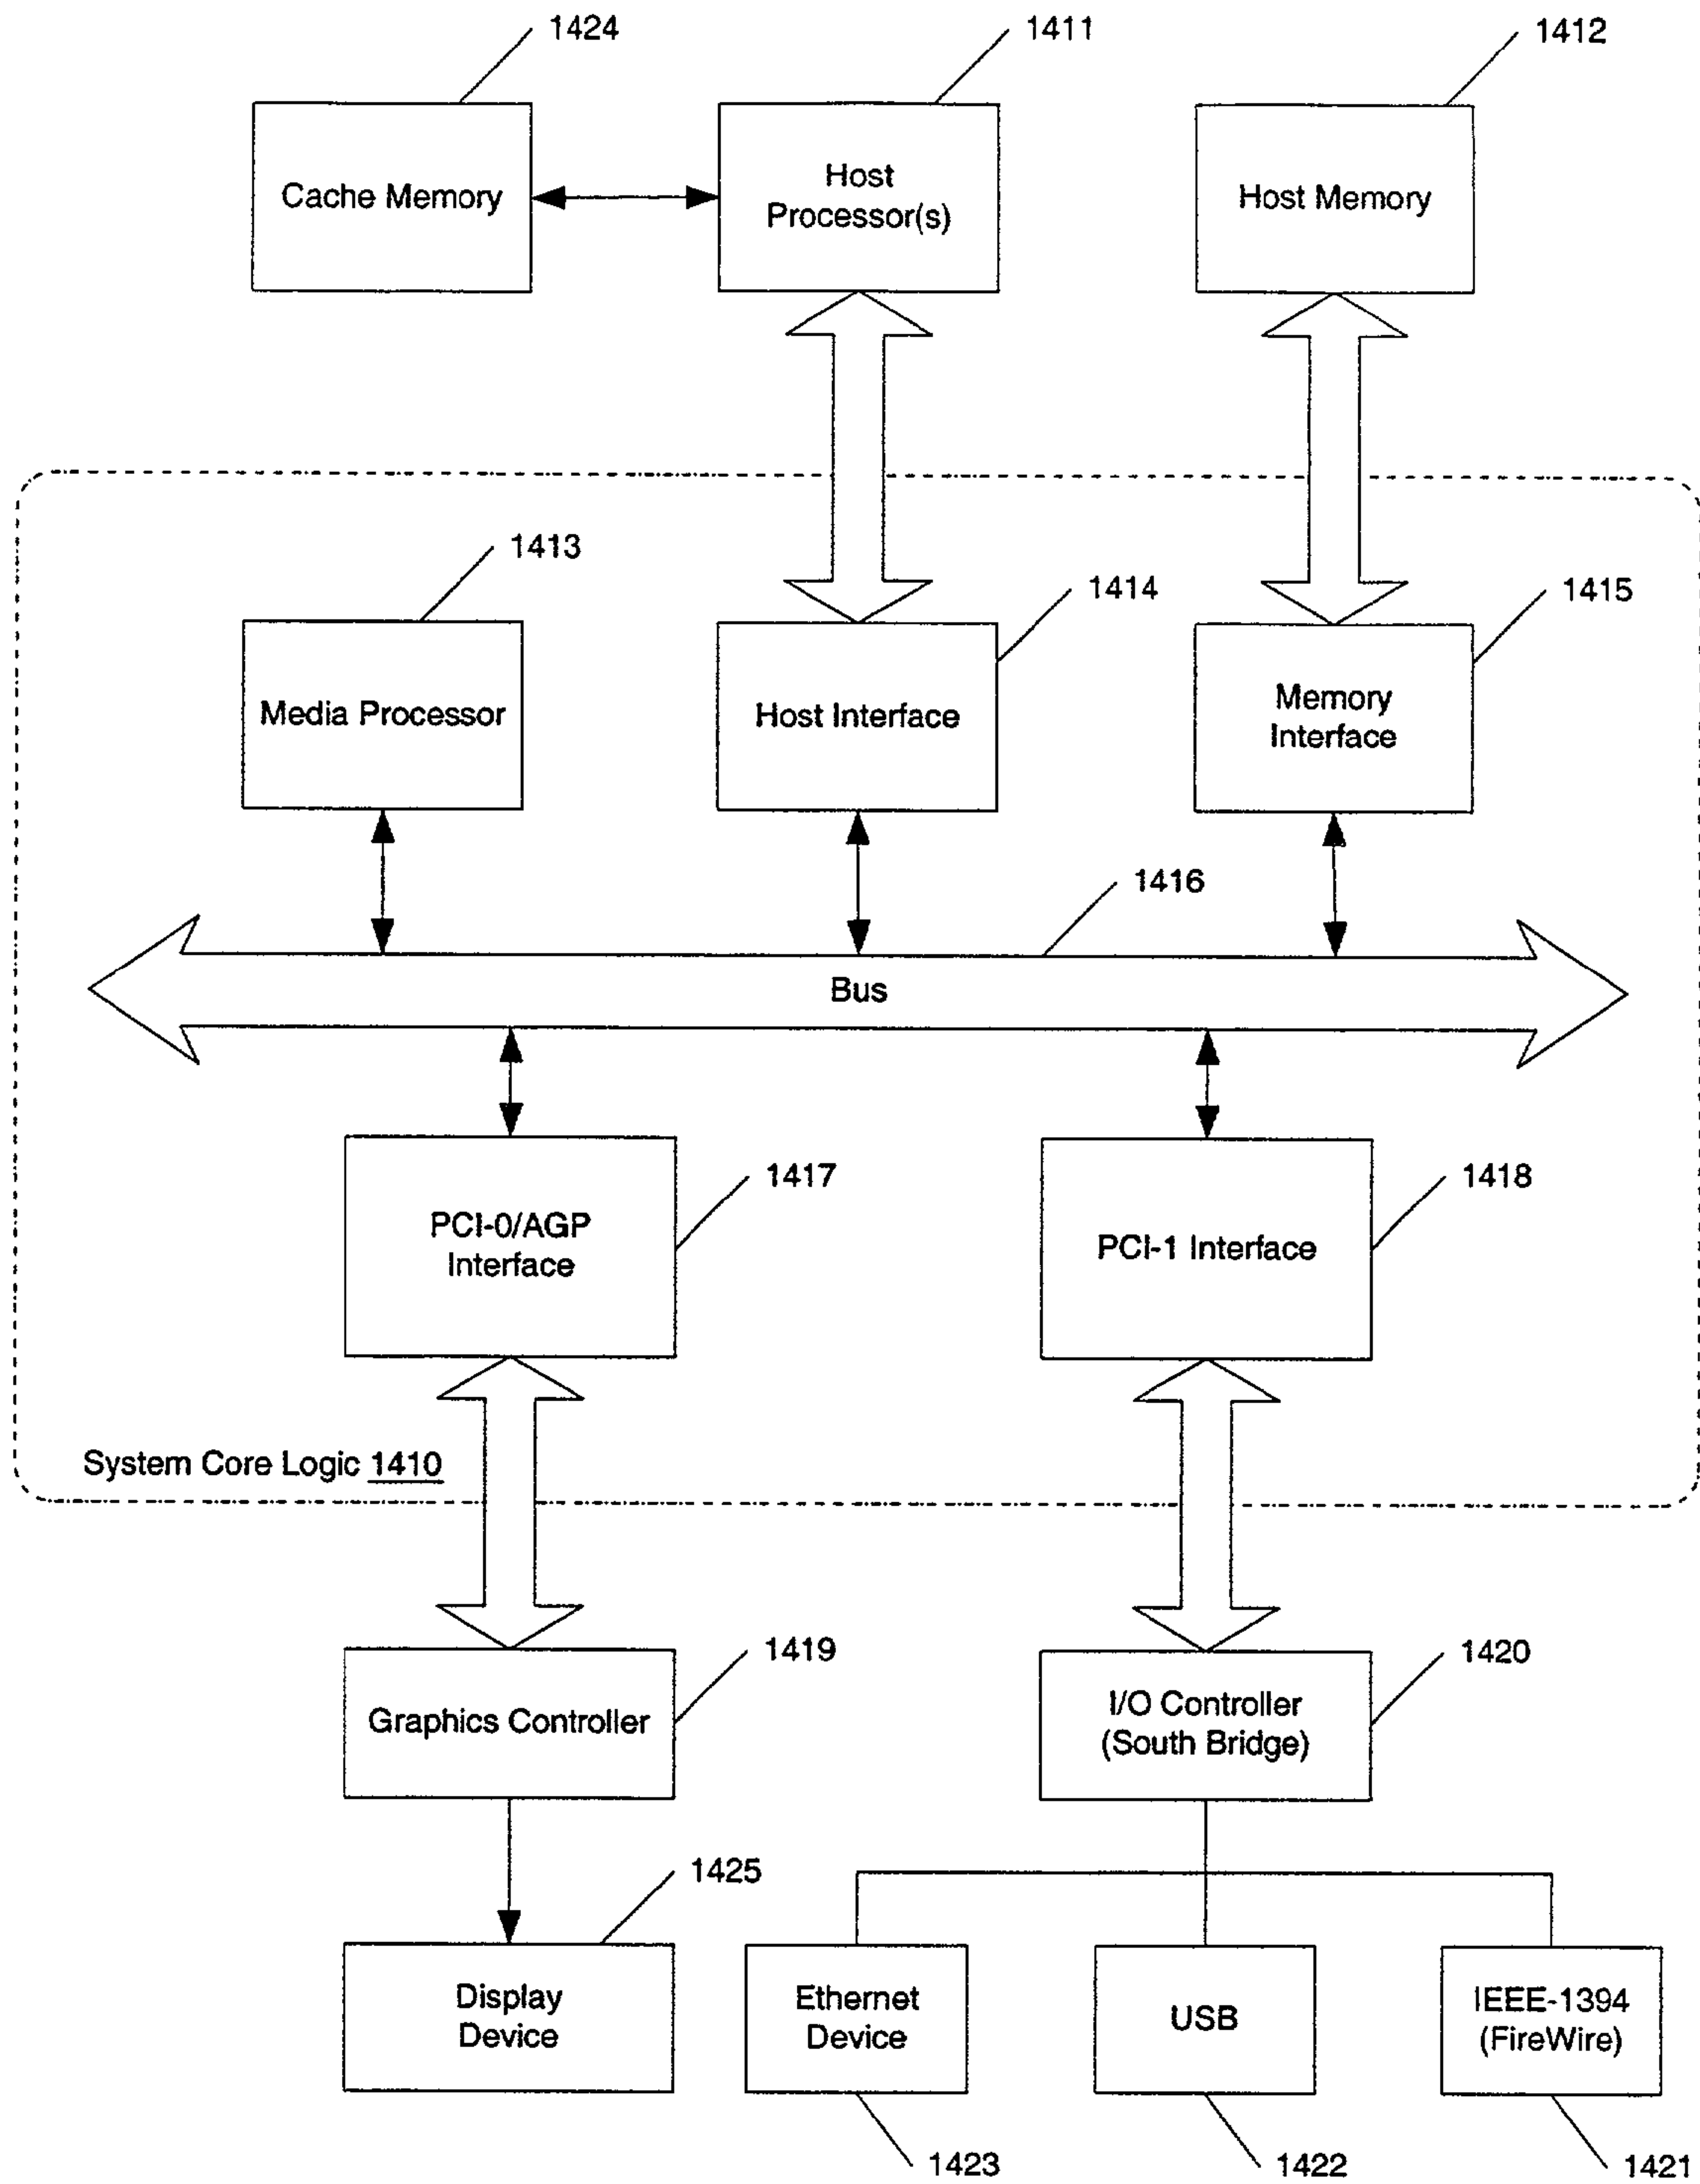 1424
1411
1412
Cache Memory
Host
Processor(s)
Host Memory
1413
1414
1415
Media Processor
Host Interface
Memory
Interface
1416
Bus
1417
1418
PCI-0/AGP
Interface
PCI-1 Interface
System Core Logic 1410
1419
1420
Graphics Controller
I/O Controller
(South Bridge)
1425
Display
Device
Ethernet
Device
USB
IEEE-1394
(FireWire)
1423
1422
1421